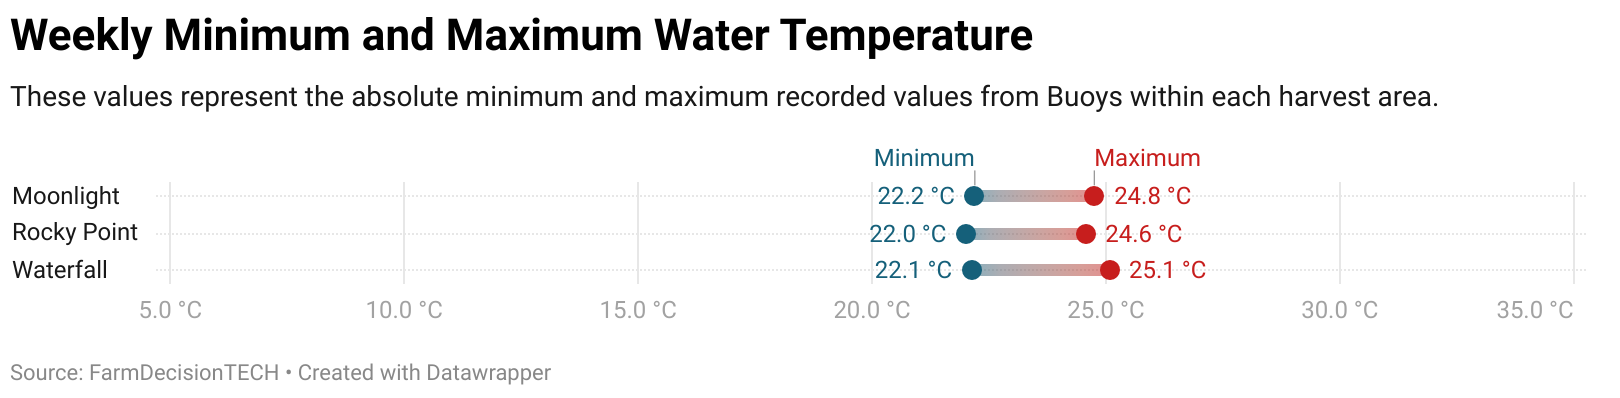 Weekly Minimum and Maximum Water Temperature
These values represent the absolute minimum and maximum recorded values from Buoys within each harvest area.
Minimum Maximum
Moonlight 22.2 °C 24.8 °C
Rocky Point 22.0 °C 24.6 °C
Waterfall 22.1 °C 25.1 °C
5.0 °C 10.0 °C 15.0 °C 20.0 °C 25.0 °C 30.0 °C 35.0 °C
Source: FarmDecisionTECH • Created with Datawrapper